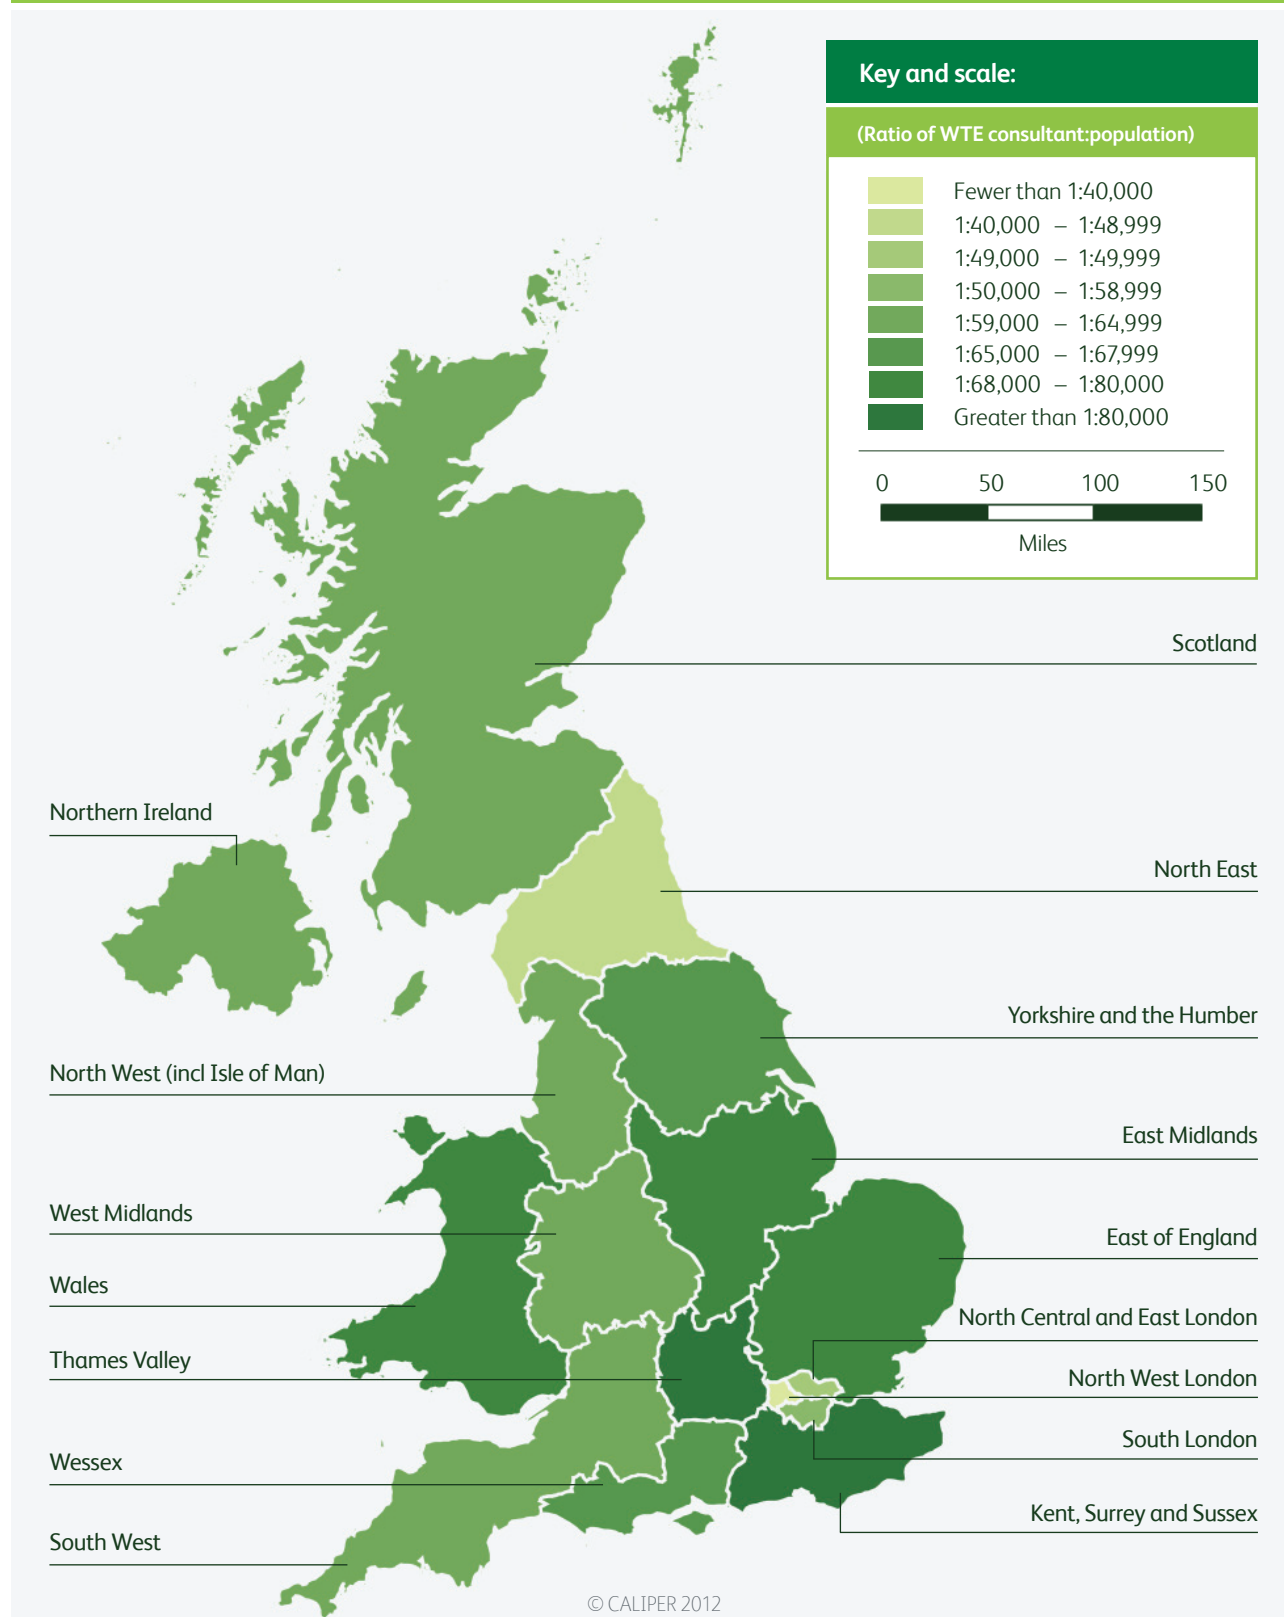 Key and scale:
(Ratio of WTE consultant:population)
Fewer than 1:40,000
1:40,000 – 1:48,999
1:49,000 – 1:49,999
1:50,000 – 1:58,999
1:59,000 – 1:64,999
1:65,000 – 1:67,999
1:68,000 – 1:80,000
Greater than 1:80,000
0 50 100 150
Miles
Scotland
Northern Ireland
North East
Yorkshire and the Humber
North West (incl Isle of Man)
East Midlands
West Midlands
East of England
Wales
North Central and East London
Thames Valley
North West London
South London
Wessex
Kent, Surrey and Sussex
South West
© CALIPER 2012